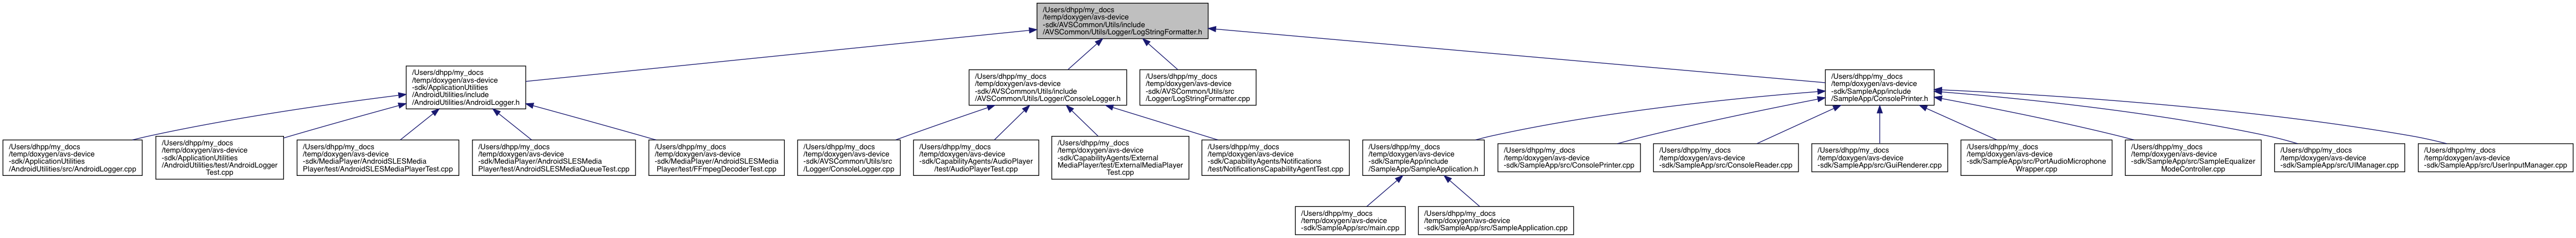 /Users/dhpp/my_docs
/temp/doxygen/avs-device
-sdk/AVSCommon/Utils/include
/AVSCommon/Utils/Logger/LogStringFormatter.h
/Users/dhpp/my_docs
/temp/doxygen/avs-device
-sdk/ApplicationUtilities
/AndroidUtilities/include
/AndroidUtilities/AndroidLogger.h
/Users/dhpp/my_docs
/temp/doxygen/avs-device
-sdk/AVSCommon/Utils/include
/AVSCommon/Utils/Logger/ConsoleLogger.h
/Users/dhpp/my_docs
/temp/doxygen/avs-device
-sdk/AVSCommon/Utils/src
/Logger/LogStringFormatter.cpp
/Users/dhpp/my_docs
/temp/doxygen/avs-device
-sdk/SampleApp/include
/SampleApp/ConsolePrinter.h
/Users/dhpp/my_docs
/temp/doxygen/avs-device
-sdk/ApplicationUtilities
/AndroidUtilities/src/AndroidLogger.cpp
/Users/dhpp/my_docs
/temp/doxygen/avs-device
-sdk/ApplicationUtilities
/AndroidUtilities/test/AndroidLogger
Test.cpp
/Users/dhpp/my_docs
/temp/doxygen/avs-device
-sdk/MediaPlayer/AndroidSLESMedia
Player/test/AndroidSLESMediaPlayerTest.cpp
/Users/dhpp/my_docs
/temp/doxygen/avs-device
-sdk/MediaPlayer/AndroidSLESMedia
Player/test/AndroidSLESMediaQueueTest.cpp
/Users/dhpp/my_docs
/temp/doxygen/avs-device
-sdk/MediaPlayer/AndroidSLESMedia
Player/test/FFmpegDecoderTest.cpp
/Users/dhpp/my_docs
/temp/doxygen/avs-device
-sdk/AVSCommon/Utils/src
/Logger/ConsoleLogger.cpp
/Users/dhpp/my_docs
/temp/doxygen/avs-device
-sdk/CapabilityAgents/AudioPlayer
/test/AudioPlayerTest.cpp
/Users/dhpp/my_docs
/temp/doxygen/avs-device
-sdk/CapabilityAgents/External
MediaPlayer/test/ExternalMediaPlayer
Test.cpp
/Users/dhpp/my_docs
/temp/doxygen/avs-device
-sdk/CapabilityAgents/Notifications
/test/NotificationsCapabilityAgentTest.cpp
/Users/dhpp/my_docs
/temp/doxygen/avs-device
-sdk/SampleApp/include
/SampleApp/SampleApplication.h
/Users/dhpp/my_docs
/temp/doxygen/avs-device
-sdk/SampleApp/src/ConsolePrinter.cpp
/Users/dhpp/my_docs
/temp/doxygen/avs-device
-sdk/SampleApp/src/ConsoleReader.cpp
/Users/dhpp/my_docs
/temp/doxygen/avs-device
-sdk/SampleApp/src/GuiRenderer.cpp
/Users/dhpp/my_docs
/temp/doxygen/avs-device
-sdk/SampleApp/src/PortAudioMicrophone
Wrapper.cpp
/Users/dhpp/my_docs
/temp/doxygen/avs-device
-sdk/SampleApp/src/SampleEqualizer
ModeController.cpp
/Users/dhpp/my_docs
/temp/doxygen/avs-device
-sdk/SampleApp/src/UIManager.cpp
/Users/dhpp/my_docs
/temp/doxygen/avs-device
-sdk/SampleApp/src/UserInputManager.cpp
/Users/dhpp/my_docs
/temp/doxygen/avs-device
-sdk/SampleApp/src/main.cpp
/Users/dhpp/my_docs
/temp/doxygen/avs-device
-sdk/SampleApp/src/SampleApplication.cpp